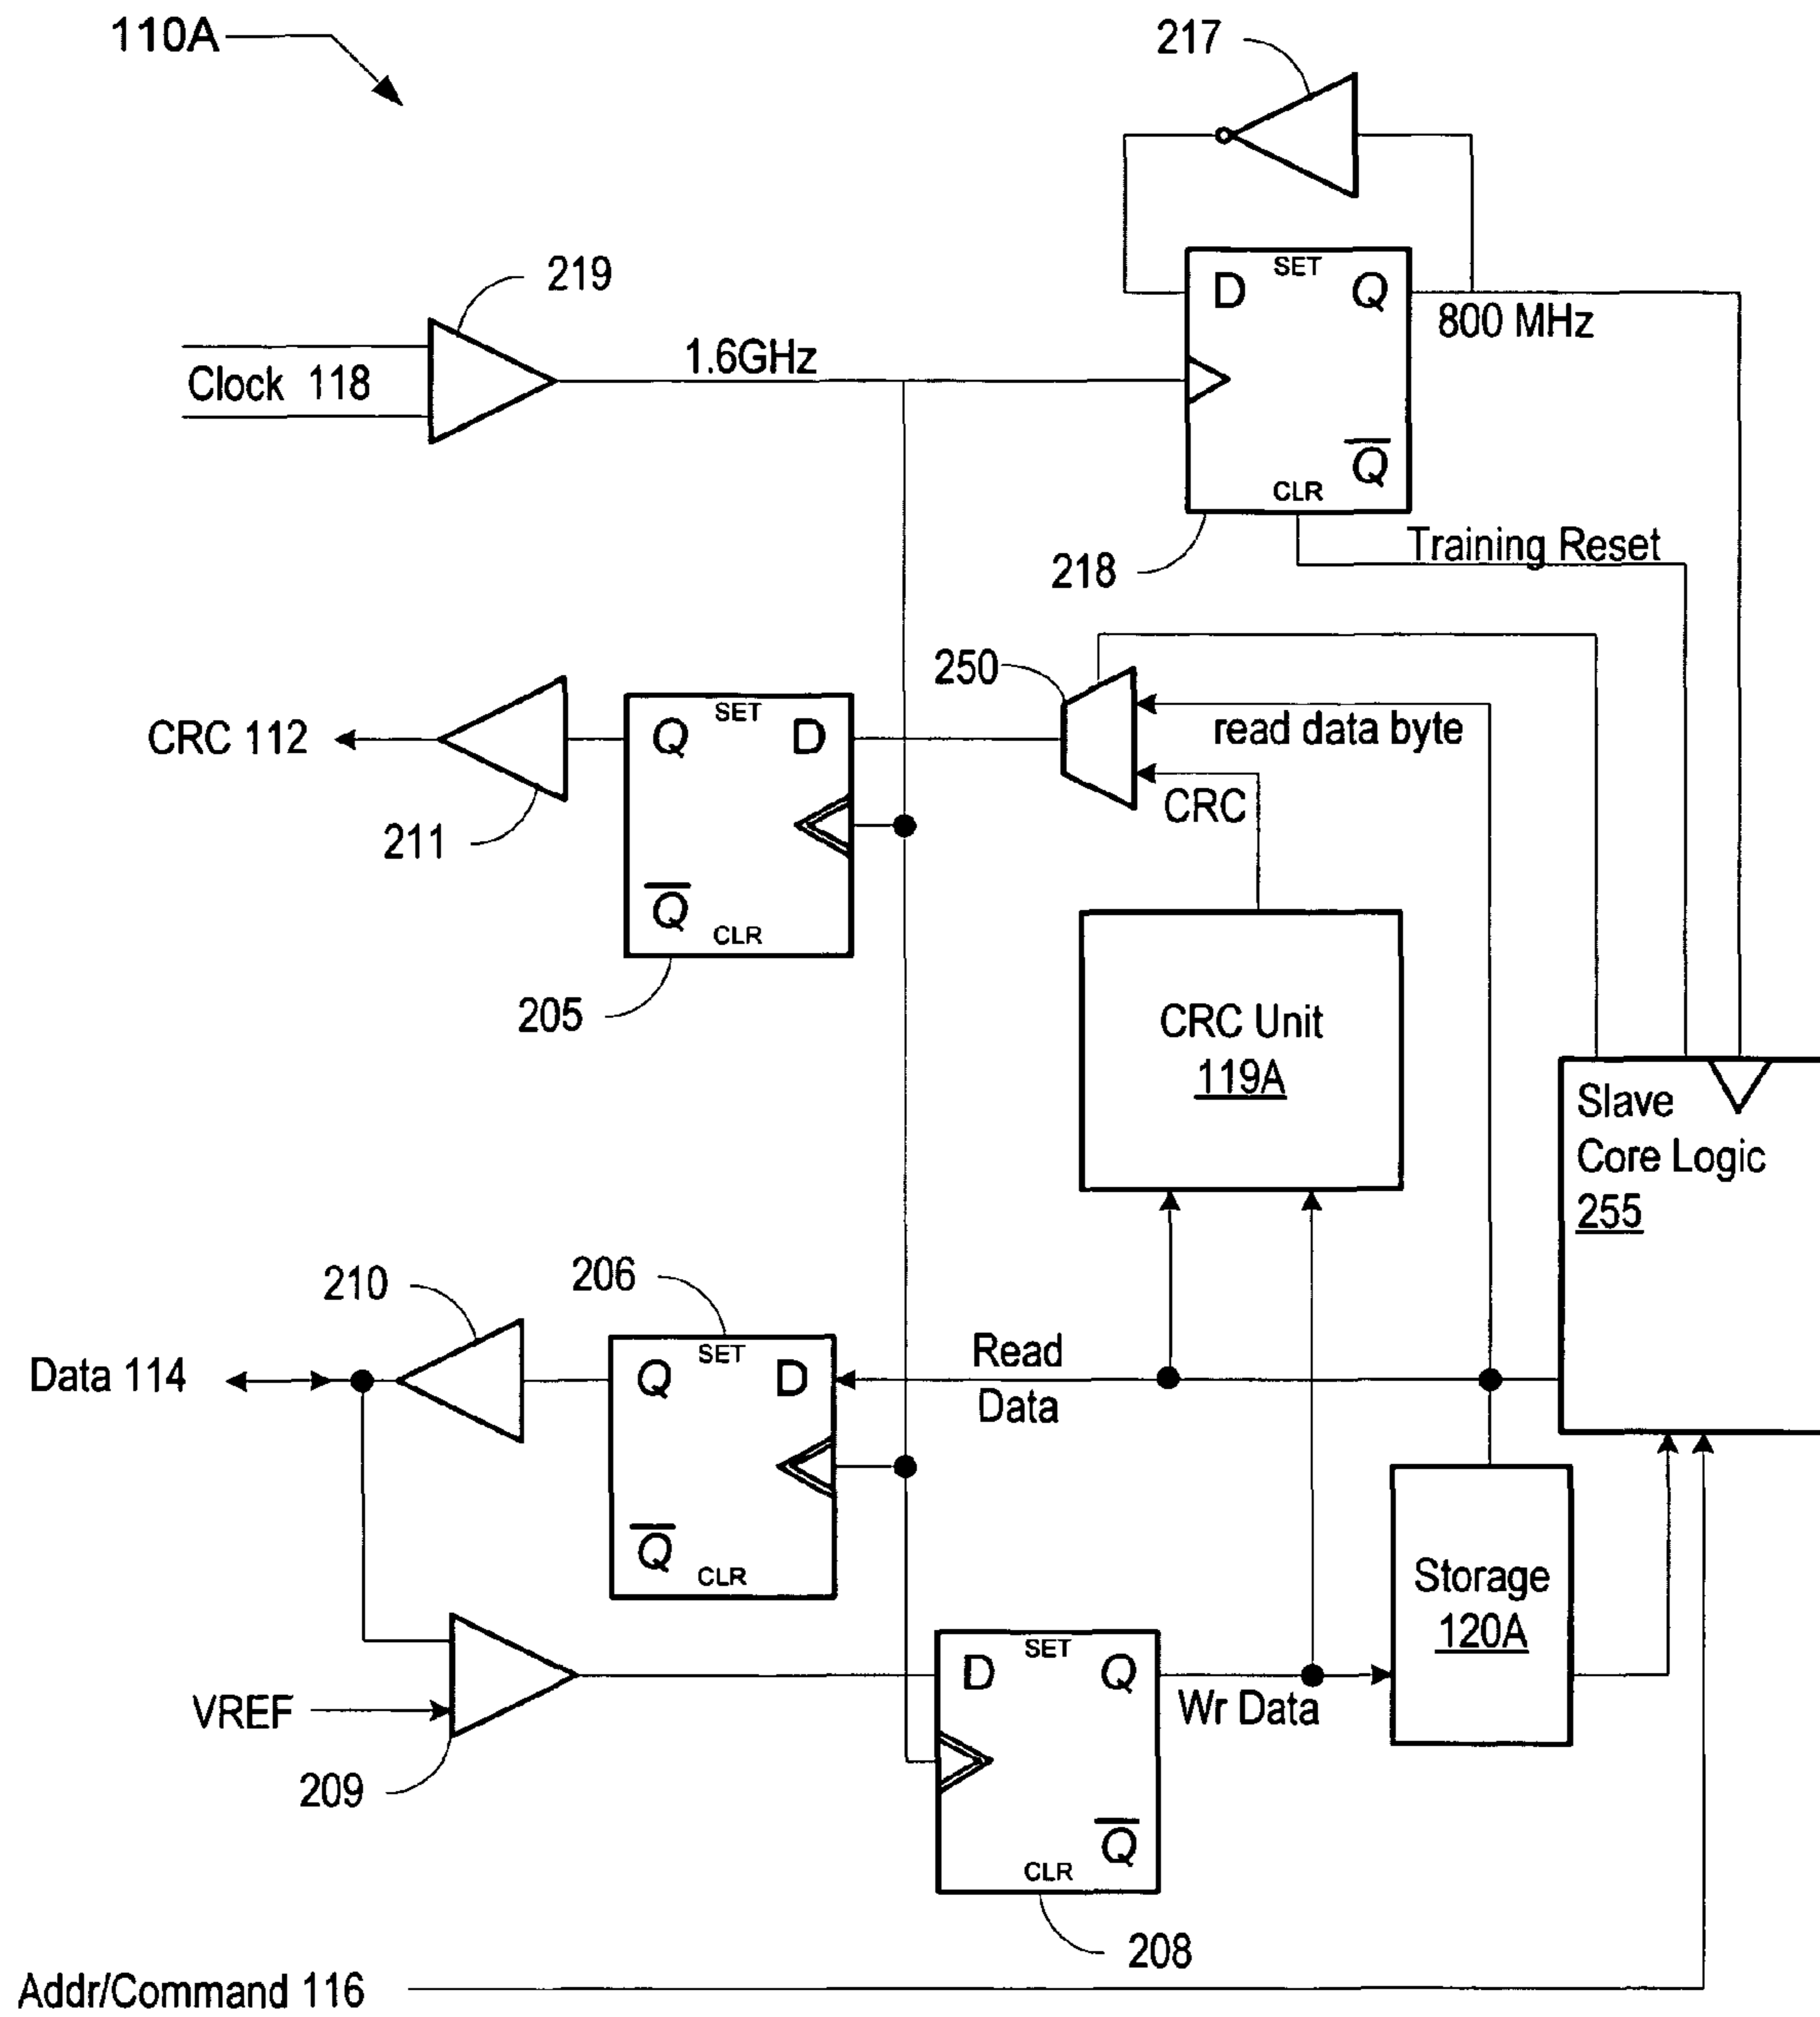 110A
217
219
SET
D Q
800 MHz
Clock 118
1.6GHz
Q
CLR
Training Reset
218
250
read data byte
SET
CRC 112
Q D
CRC
211
Q
CLR
205
CRC Unit
119A
Slave
Core Logic
255
210
206
SET
Data 114
Q D
Read
Data
Q
CLR
Storage
120A
SET
D Q
VREF
Wr Data
209
Q
CLR
208
Addr/Command 116